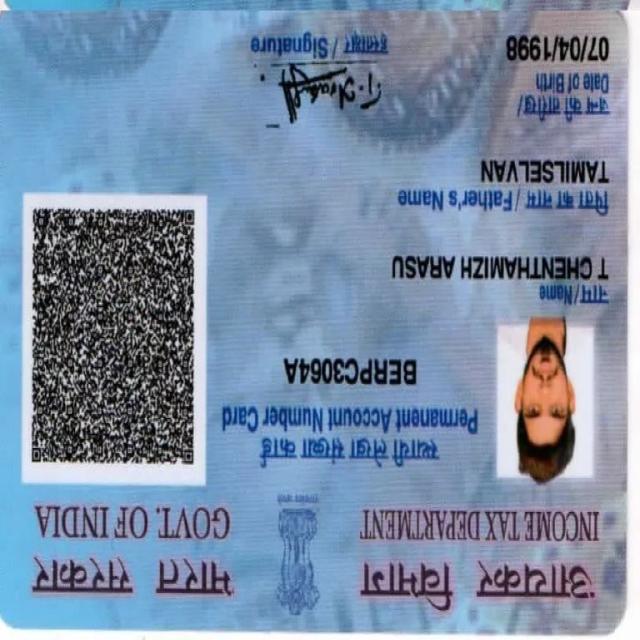 आयकर विभाग
INCOME TAX DEPARTMENT
भारत सरकार
GOVT. OF INDIA
स्थायी लेखा संख्या कार्ड
Permanent Account Number Card
BERPC3064A
नाम/Name
T CHENTHAMIZH ARASU
पिता का नाम / Father's Name
TAMILSELVAN
जन्म की तारीख/
Date of Birth
07/04/1998
हस्ताक्षर / Signature